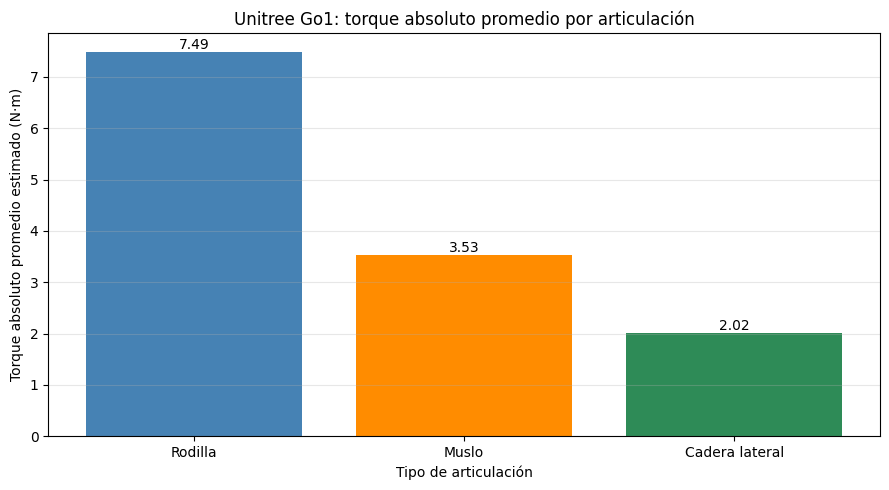 Unitree Go1: torque absoluto promedio por articulación
Torque absoluto promedio estimado (N·m)
7
6
5
4
3
2
1
0
7.49
3.53
2.02
Rodilla
Muslo
Cadera lateral
Tipo de articulación